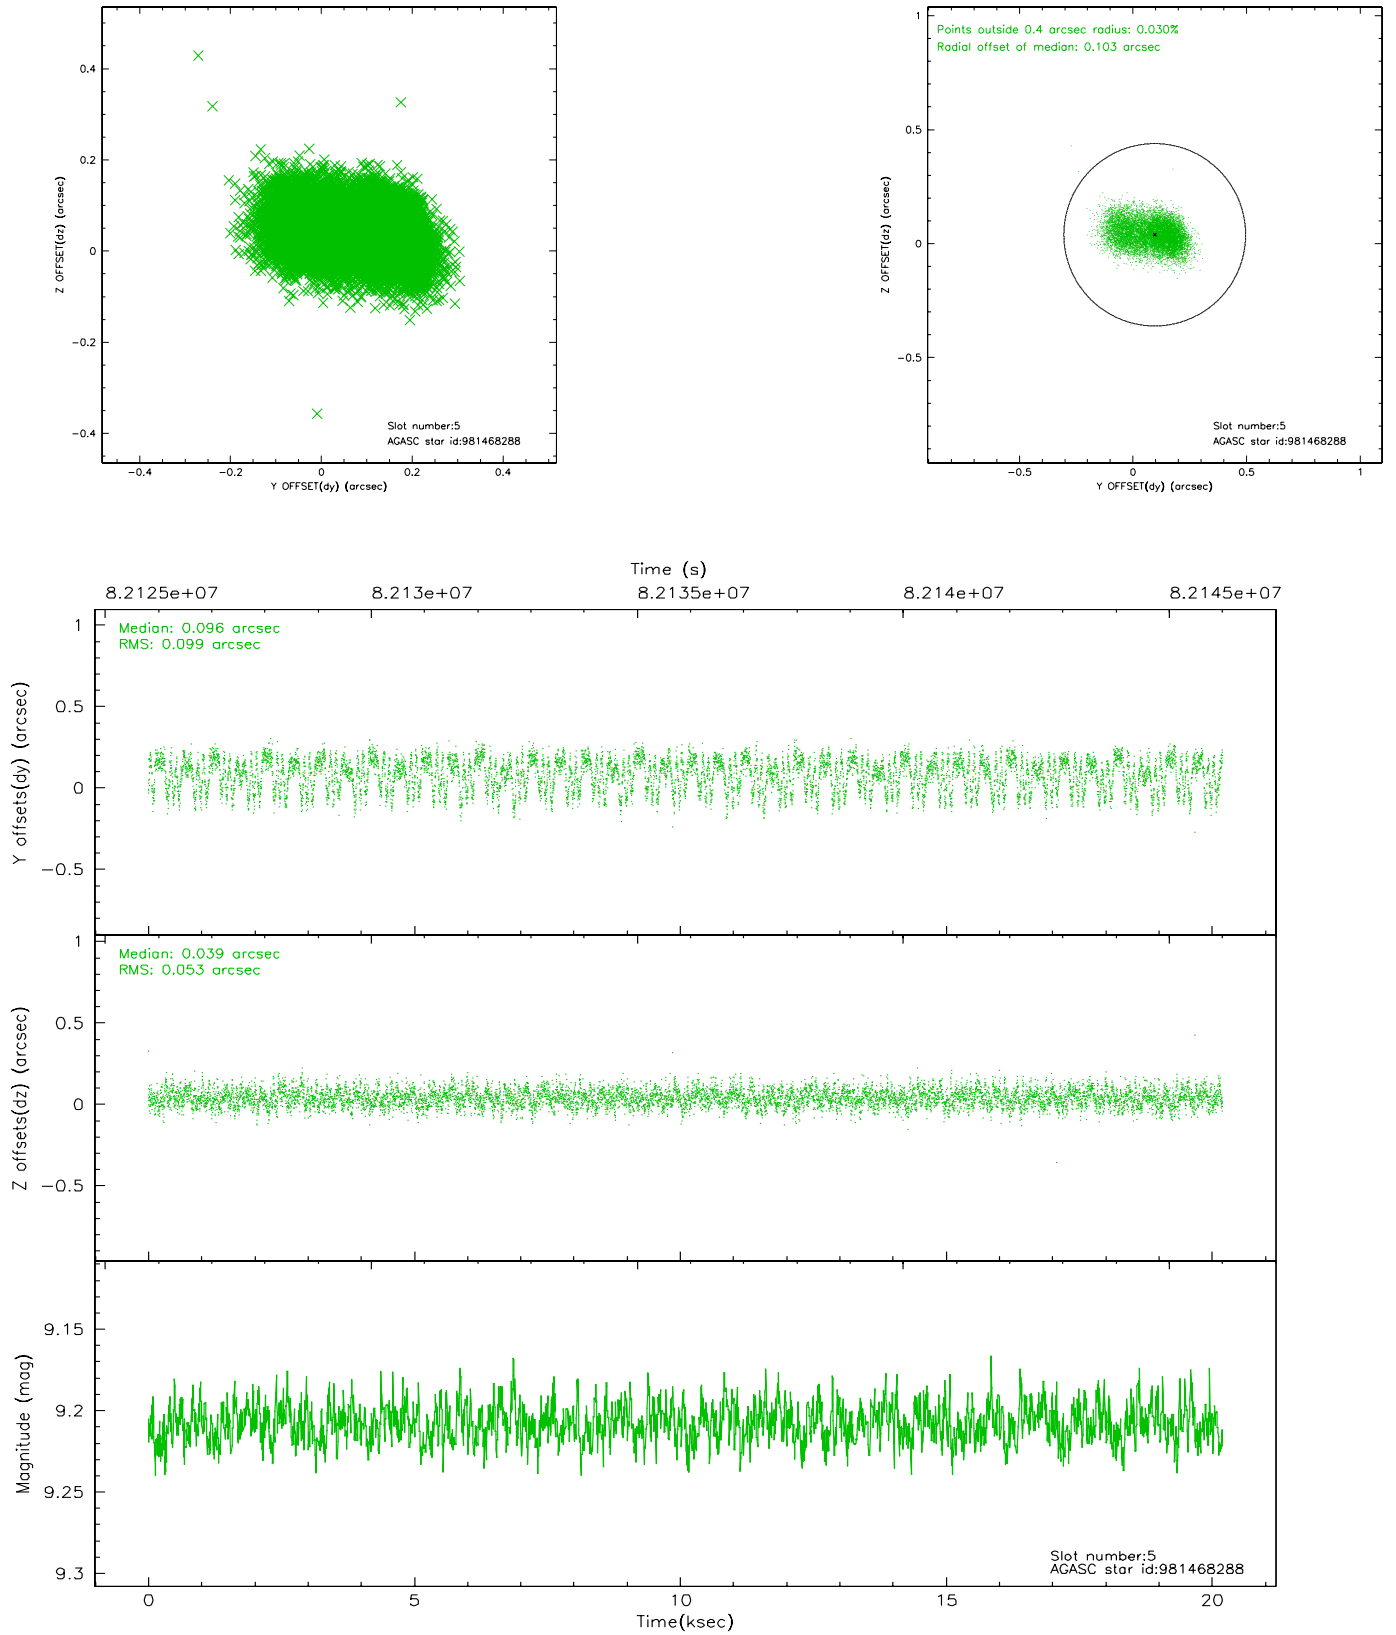 0.4
0.2
0
−0.2
−0.4
Z OFFSET(dz) (arcsec)
Slot number:5
AGASC star id:981468288
−0.4 −0.2 0 0.2 0.4
Y OFFSET(dy) (arcsec)
Points outside 0.4 arcsec radius: 0.030%
Radial offset of median: 0.103 arcsec
1
0.5
0
−0.5
Z OFFSET(dz) (arcsec)
Slot number:5
AGASC star id:981468288
−0.5 0 0.5 1
Y OFFSET(dy) (arcsec)
Time (s)
8.2125e+07 8.213e+07 8.2135e+07 8.214e+07 8.2145e+07
Median: 0.096 arcsec
RMS: 0.099 arcsec
1
0.5
0
−0.5
Y offsets(dy) (arcsec)
Median: 0.039 arcsec
RMS: 0.053 arcsec
1
0.5
0
−0.5
Z offsets(dz) (arcsec)
9.15
9.2
9.25
9.3
Magnitude (mag)
Slot number:5
AGASC star id:981468288
0 5 10 15 20
Time(ksec)